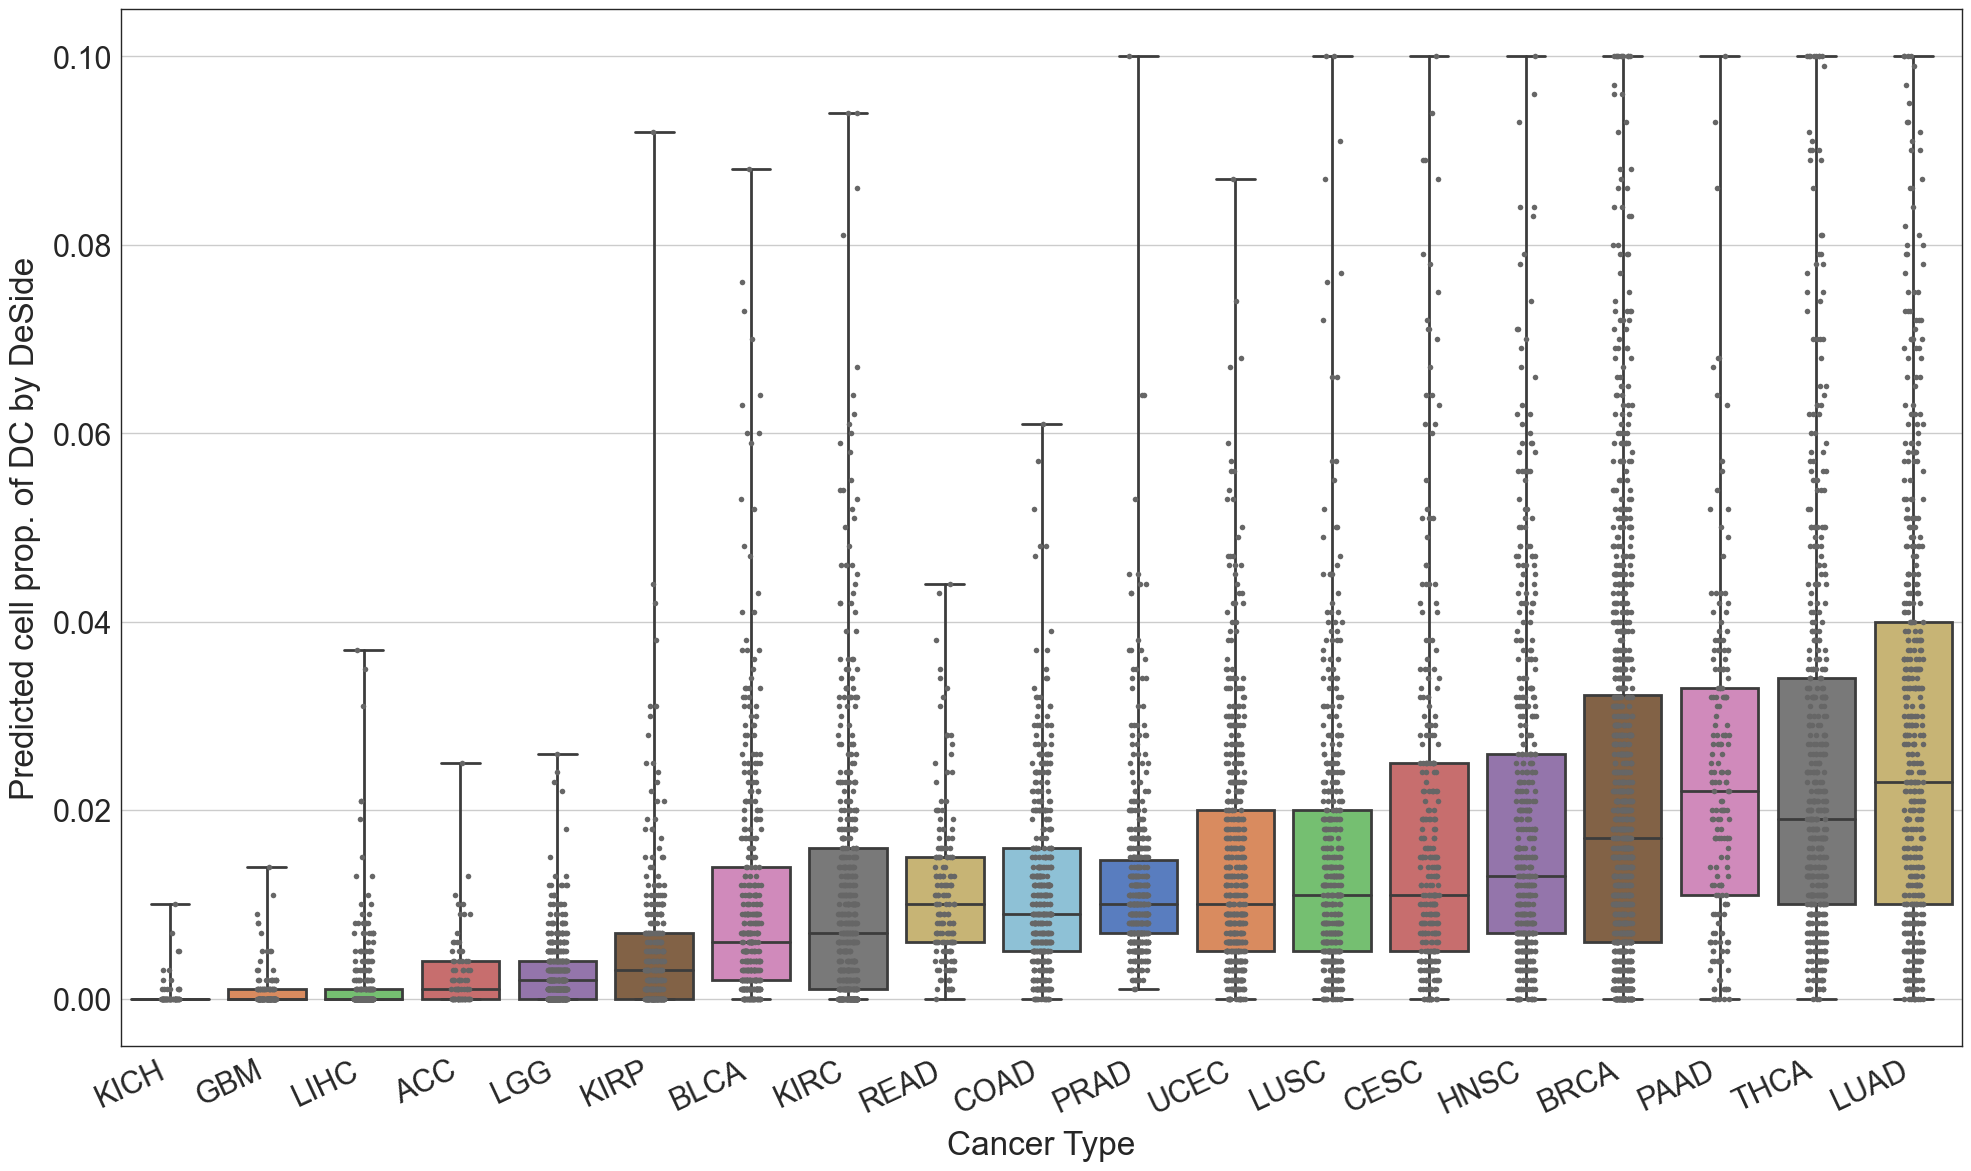 Predicted cell prop. of DC by DeSide
0.10
0.08
0.06
0.04
0.02
0.00
KICH GBM LIHC ACC LGG KIRP BLCA KIRC READ COAD PRAD UCEC LUSC CESC HNSC BRCA PAAD THCA LUAD
Cancer Type